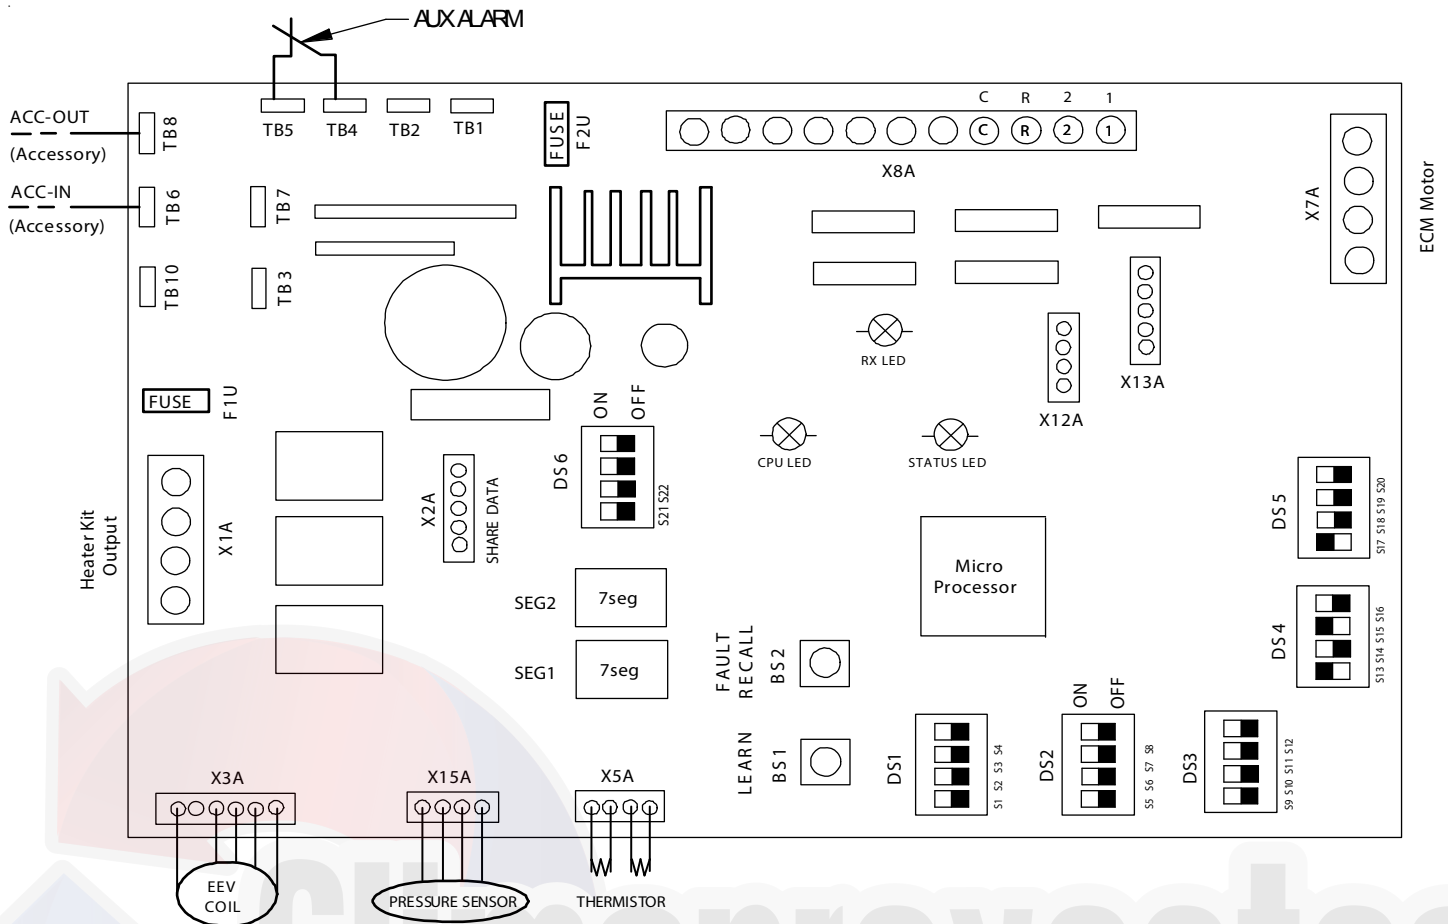 AUX ALARM
ACC-OUT
(Accessory)
TB8
TB5
TB4
TB2
TB1
FUSE
F2U
C R 2 1
C R 2 1
X8A
X7A
ECM Motor
ACC-IN
(Accessory)
TB6
TB7
TB10
TB3
RX LED
X13A
X12A
FUSE
F1U
ON
OFF
DS6
S21 S22
CPU LED
STATUS LED
Heater Kit
Output
X1A
X2A
SHARE DATA
DS5
S17 S18 S19 S20
Micro
Processor
SEG2
7seg
SEG1
7seg
FAULT
RECALL
BS2
DS4
S13 S14 S15 S16
LEARN
BS1
DS1
S1 S2 S3 S4
ON
OFF
DS2
S5 S6 S7 S8
DS3
S9 S10 S11 S12
X3A
X15A
X5A
EEV
COIL
PRESSURE SENSOR
THERMISTOR